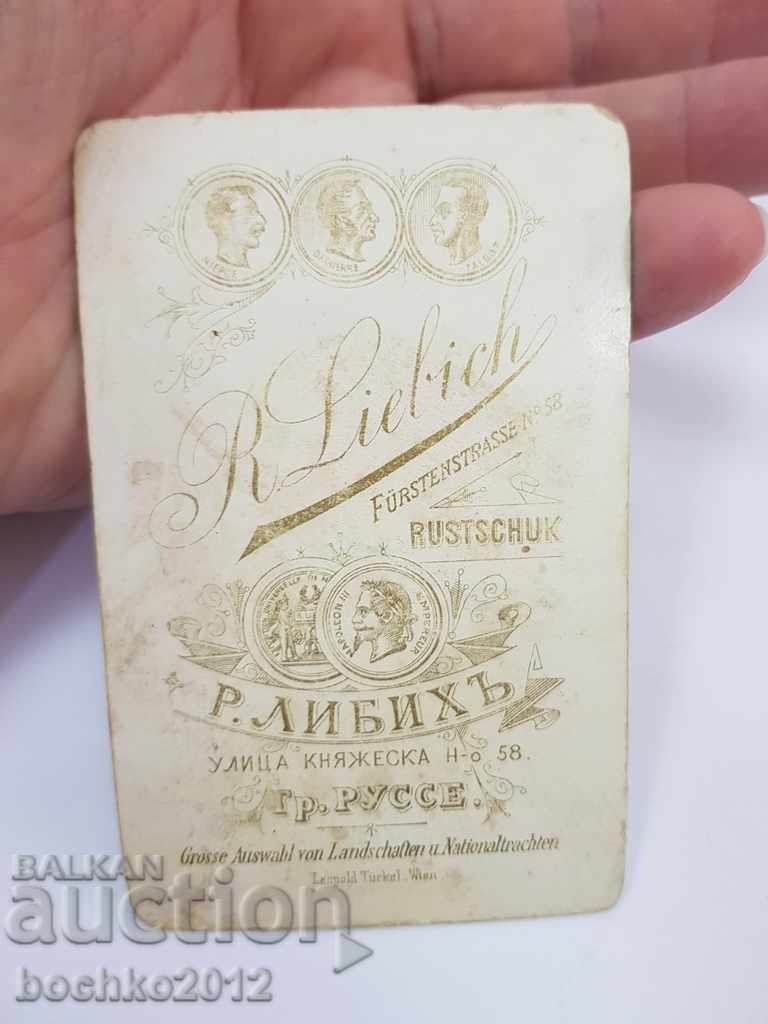 NIEPCE
DAGUERRE
TALBOT
R. Liebich
FÜRSTENSTRASSE No 58
RUSTSCHUK
NAPOLEON III EMPEREUR
Р. ЛИБИХЪ
УЛИЦА КНЯЖЕСКА Н-о 58.
Гр. РУССЕ.
Grosse Auswahl von Landschaften u. Nationaltrachten
Leopold Türkel, Wien
BALKAN
auction
bochko2012